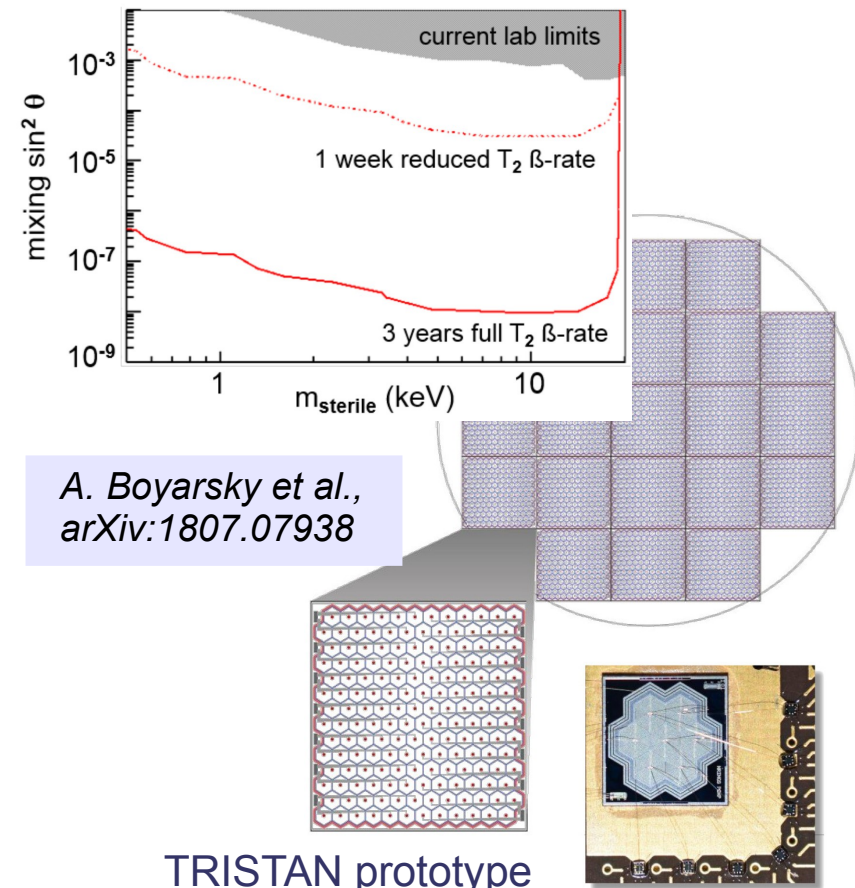 current lab limits
mixing sin² θ
10⁻³
10⁻⁵
10⁻⁷
10⁻⁹
1 week reduced T₂ ß-rate
3 years full T₂ ß-rate
1
10
m_sterile (keV)
A. Boyarsky et al.,
arXiv:1807.07938
TRISTAN prototype